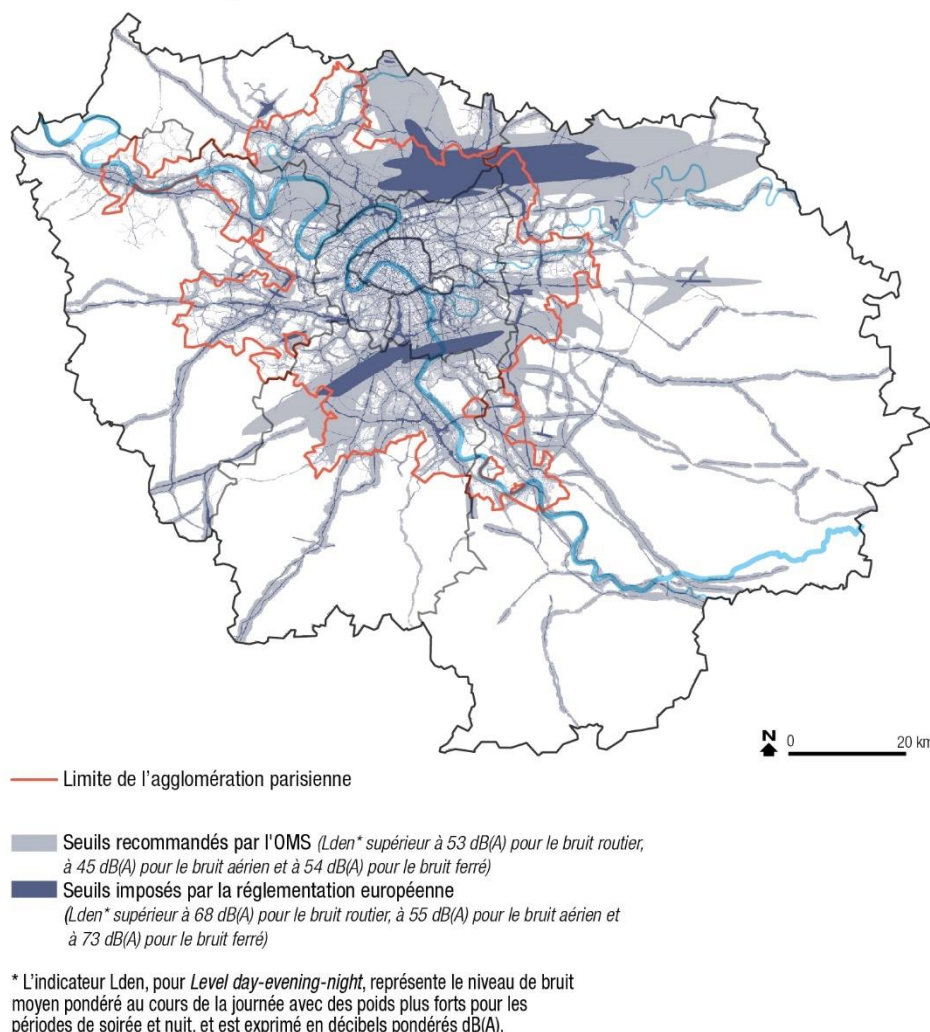 N 0 20 km
Limite de l'agglomération parisienne
Seuils recommandés par l'OMS (Lden* supérieur à 53 dB(A) pour le bruit routier,
à 45 dB(A) pour le bruit aérien et à 54 dB(A) pour le bruit ferré)
Seuils imposés par la réglementation européenne
(Lden* supérieur à 68 dB(A) pour le bruit routier, à 55 dB(A) pour le bruit aérien et
à 73 dB(A) pour le bruit ferré)
* L'indicateur Lden, pour Level day-evening-night, représente le niveau de bruit
moyen pondéré au cours de la journée avec des poids plus forts pour les
périodes de soirée et nuit, et est exprimé en décibels pondérés dB(A).